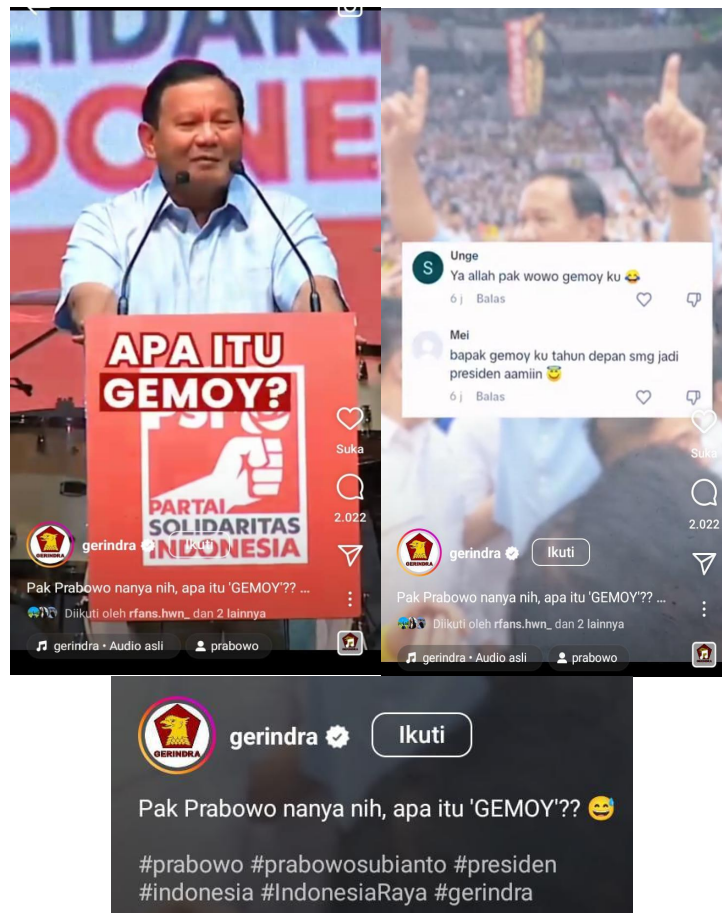 SOLIDARI
DONE
APA ITU
GEMOY?
PSI
PARTAI
SOLIDARITAS
INDONESIA
Suka
2.022
GERINDRA
gerindra
Ikuti
Pak Prabowo nanya nih, apa itu 'GEMOY'?? ...
Diikuti oleh rfans.hwn_ dan 2 lainnya
gerindra • Audio asli
prabowo
S
Unge
Ya allah pak wowo gemoy ku 😂
6 j Balas
Mei
bapak gemoy ku tahun depan smg jadi
presiden aamiin 😇
6 j Balas
Suka
2.022
GERINDRA
gerindra
Ikuti
Pak Prabowo nanya nih, apa itu 'GEMOY'?? ...
Diikuti oleh rfans.hwn_ dan 2 lainnya
gerindra • Audio asli
prabowo
GERINDRA
gerindra
Ikuti
Pak Prabowo nanya nih, apa itu 'GEMOY'?? 😅
#prabowo #prabowosubianto #presiden
#indonesia #IndonesiaRaya #gerindra